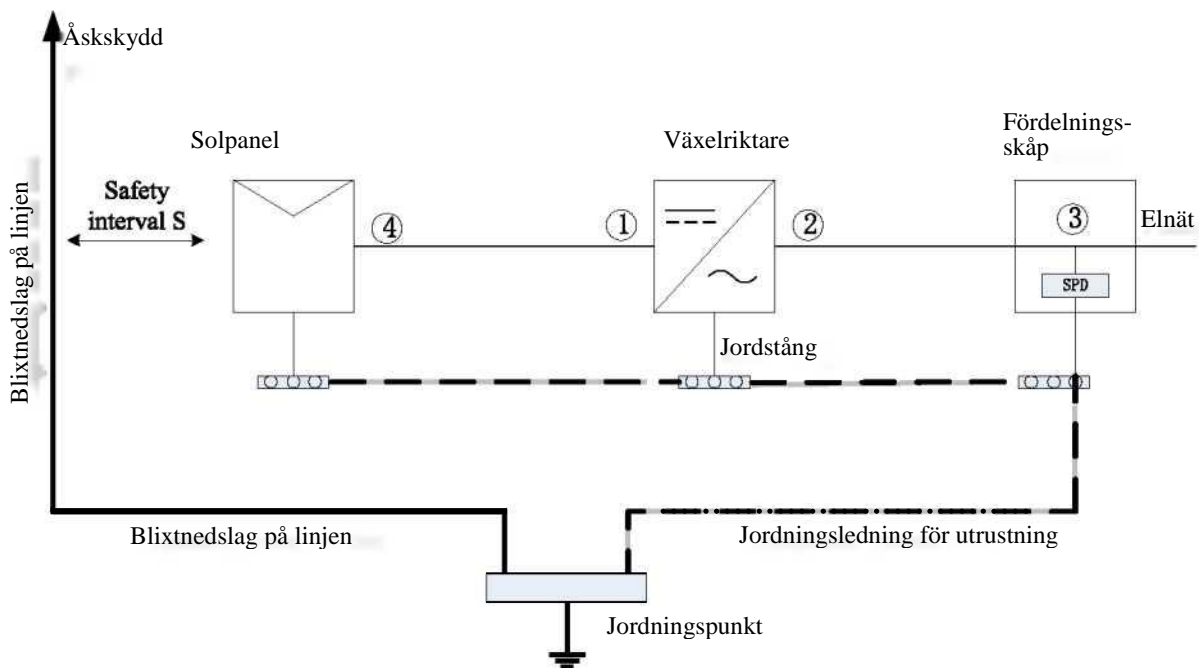 Åskskydd
Solpanel
Växelriktare
Fördelnings-
skåp
Safety
interval S
④
①
②
③
Elnät
SPD
Blixtnedslag på linjen
Jordstång
Blixtnedslag på linjen
Jordningsledning för utrustning
Jordningspunkt